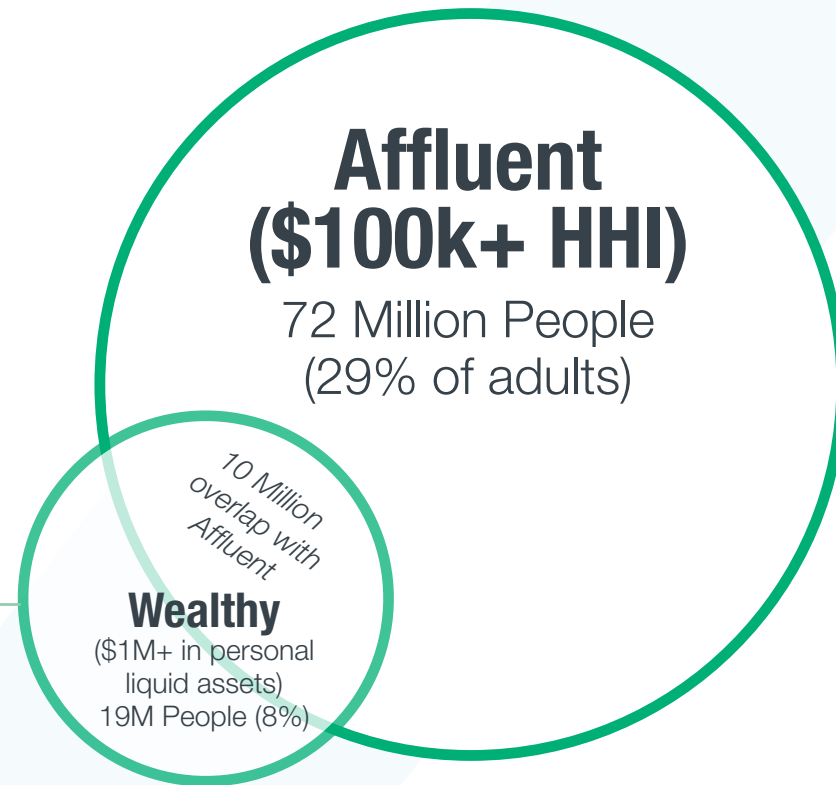 Affluent
($100k+ HHI)
72 Million People
(29% of adults)
10 Million
overlap with
Affluent
Wealthy
($1M+ in personal
liquid assets)
19M People (8%)